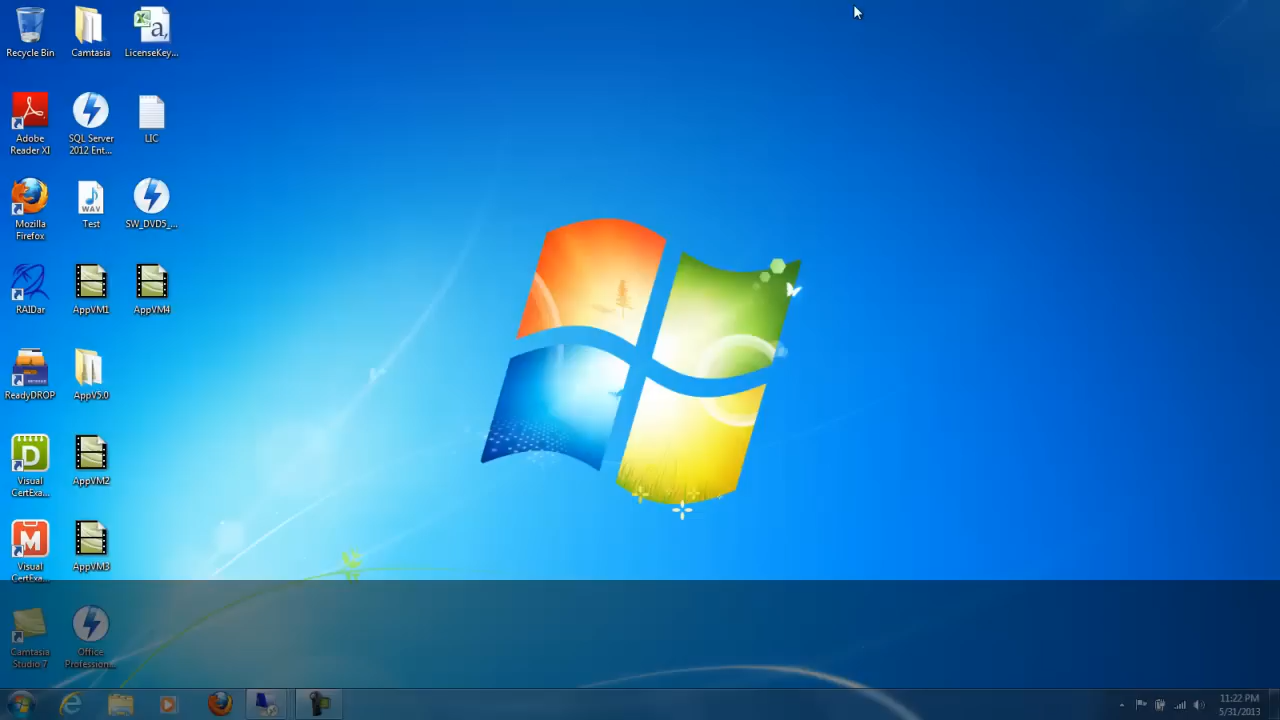 Recycle Bin
Camtasia
LicenseKey...
Adobe
Reader XI
SQL Server
2012 Ent...
LIC
Mozilla
Firefox
WAV
Test
SW_DVD5_...
RAIDar
AppVM1
AppVM4
ReadyDROP
AppV5.0
Visual
CertExa...
AppVM2
Visual
CertExa...
AppVM3
Camtasia
Studio 7
Office
Profession...
11:22 PM
5/31/2013